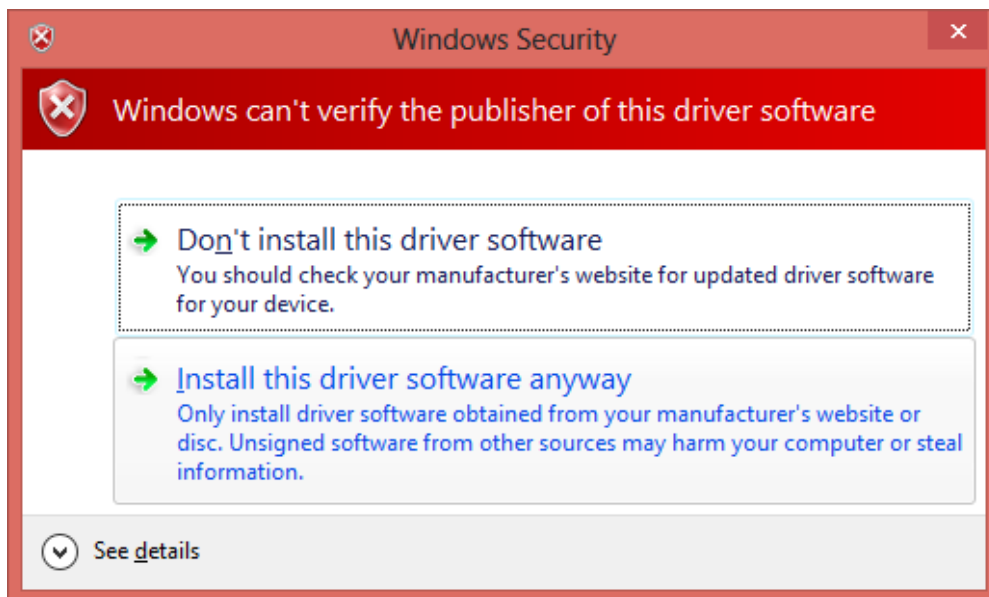 Windows Security
Windows can't verify the publisher of this driver software
Don't install this driver software
You should check your manufacturer's website for updated driver software
for your device.
Install this driver software anyway
Only install driver software obtained from your manufacturer's website or
disc. Unsigned software from other sources may harm your computer or steal
information.
See details